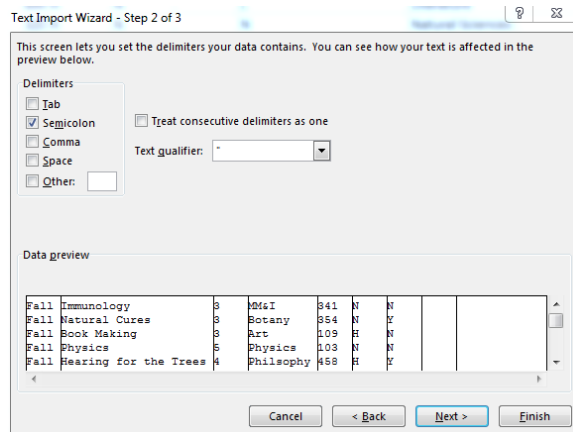 Text Import Wizard - Step 2 of 3
This screen lets you set the delimiters your data contains. You can see how your text is affected in the
preview below.
Delimiters
Tab
Semicolon
Comma
Space
Other:
Treat consecutive delimiters as one
Text qualifier: "
Data preview
Fall Immunology 3 MM&I 341 N N
Fall Natural Cures 3 Botany 354 N Y
Fall Book Making 3 Art 109 H N
Fall Physics 5 Physics 103 N N
Fall Hearing for the Trees 4 Philsophy 458 H Y
Cancel < Back Next > Finish